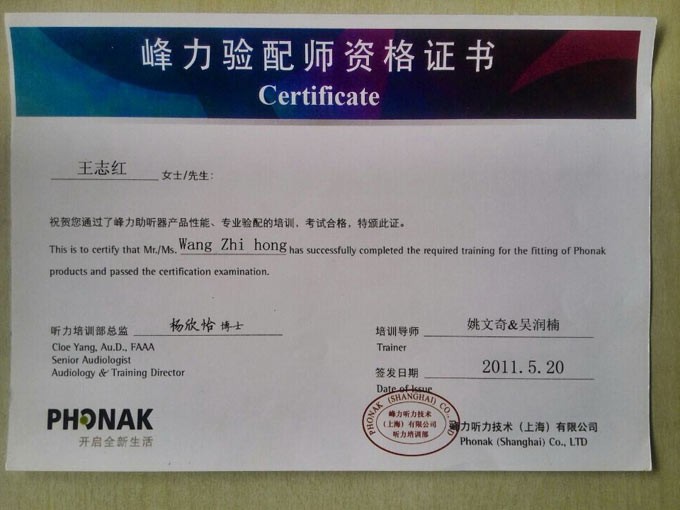 峰力验配师资格证书
Certificate
王志红 女士/先生：
祝贺您通过了峰力助听器产品性能、专业验配的培训，考试合格，特颁此证。
This is to certify that Mr./Ms. Wang Zhi hong has successfully completed the required training for the fitting of Phonak
products and passed the certification examination.
听力培训部总监 杨欣怡 博士
Cloe Yang, Au.D., FAAA
Senior Audiologist
Audiology & Training Director
培训导师 姚文奇&吴润楠
Trainer
签发日期 2011.5.20
Date of Issue
PHONAK
开启全新生活
PHONAK (SHANGHAI) CO., LTD
峰力听力技术
（上海）有限公司
听力培训部
峰力听力技术（上海）有限公司
Phonak (Shanghai) Co., LTD